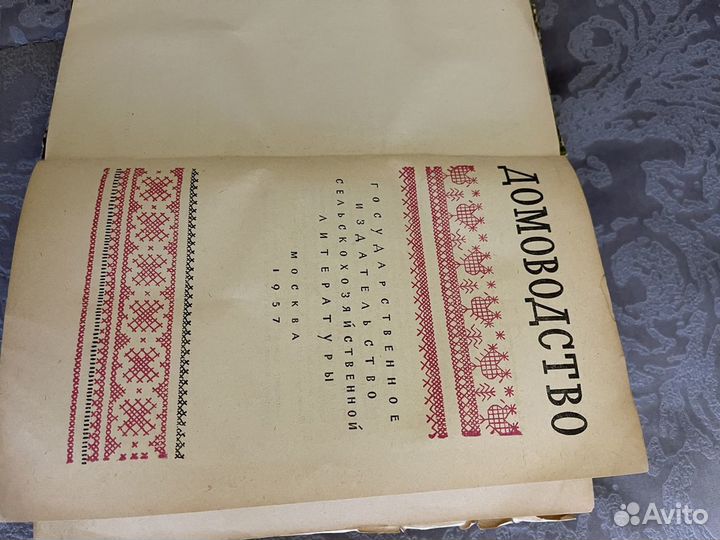 ДОМОВОДСТВО
ГОСУДАРСТВЕННОЕ
ИЗДАТЕЛЬСТВО
СЕЛЬСКОХОЗЯЙСТВЕННОЙ
ЛИТЕРАТУРЫ
МОСКВА
1957
Avito